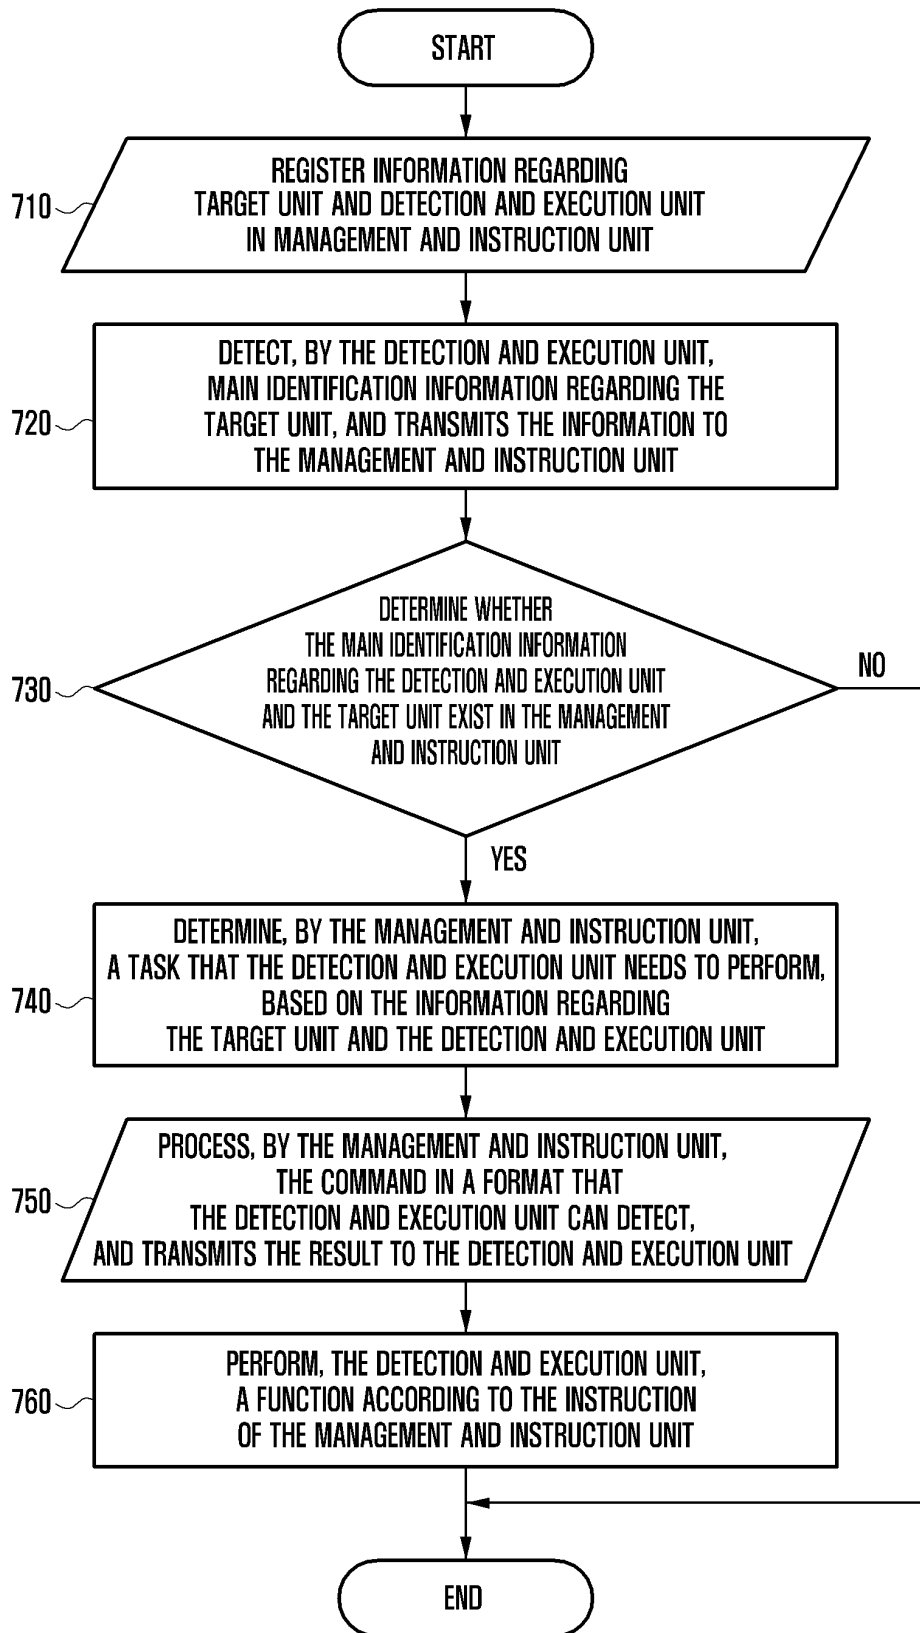 START
710
REGISTER INFORMATION REGARDING
TARGET UNIT AND DETECTION AND EXECUTION UNIT
IN MANAGEMENT AND INSTRUCTION UNIT
720
DETECT, BY THE DETECTION AND EXECUTION UNIT,
MAIN IDENTIFICATION INFORMATION REGARDING THE
TARGET UNIT, AND TRANSMITS THE INFORMATION TO
THE MANAGEMENT AND INSTRUCTION UNIT
730
DETERMINE WHETHER
THE MAIN IDENTIFICATION INFORMATION
REGARDING THE DETECTION AND EXECUTION UNIT
AND THE TARGET UNIT EXIST IN THE MANAGEMENT
AND INSTRUCTION UNIT
NO
YES
740
DETERMINE, BY THE MANAGEMENT AND INSTRUCTION UNIT,
A TASK THAT THE DETECTION AND EXECUTION UNIT NEEDS TO PERFORM,
BASED ON THE INFORMATION REGARDING
THE TARGET UNIT AND THE DETECTION AND EXECUTION UNIT
750
PROCESS, BY THE MANAGEMENT AND INSTRUCTION UNIT,
THE COMMAND IN A FORMAT THAT
THE DETECTION AND EXECUTION UNIT CAN DETECT,
AND TRANSMITS THE RESULT TO THE DETECTION AND EXECUTION UNIT
760
PERFORM, THE DETECTION AND EXECUTION UNIT,
A FUNCTION ACCORDING TO THE INSTRUCTION
OF THE MANAGEMENT AND INSTRUCTION UNIT
END